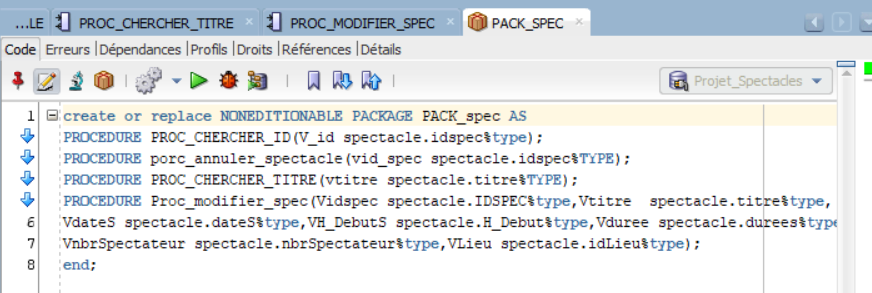 ...LE PROC_CHERCHER_TITRE PROC_MODIFIER_SPEC PACK_SPEC
Code Erreurs Dépendances Profils Droits Références Détails
Projet_Spectacles
1 create or replace NONEDITIONABLE PACKAGE PACK_spec AS
PROCEDURE PROC_CHERCHER_ID(V_id spectacle.idspec%type);
PROCEDURE porc_annuler_spectacle(vid_spec spectacle.idspec%TYPE);
PROCEDURE PROC_CHERCHER_TITRE(vtitre spectacle.titre%TYPE);
PROCEDURE Proc_modifier_spec(Vidspec spectacle.IDSPEC%type,Vtitre spectacle.titre%type,
6 VdateS spectacle.dateS%type,VH_DebutS spectacle.H_Debut%type,Vduree spectacle.durees%type
7 VnbrSpectateur spectacle.nbrSpectateur%type,VLieu spectacle.idLieu%type);
8 end;